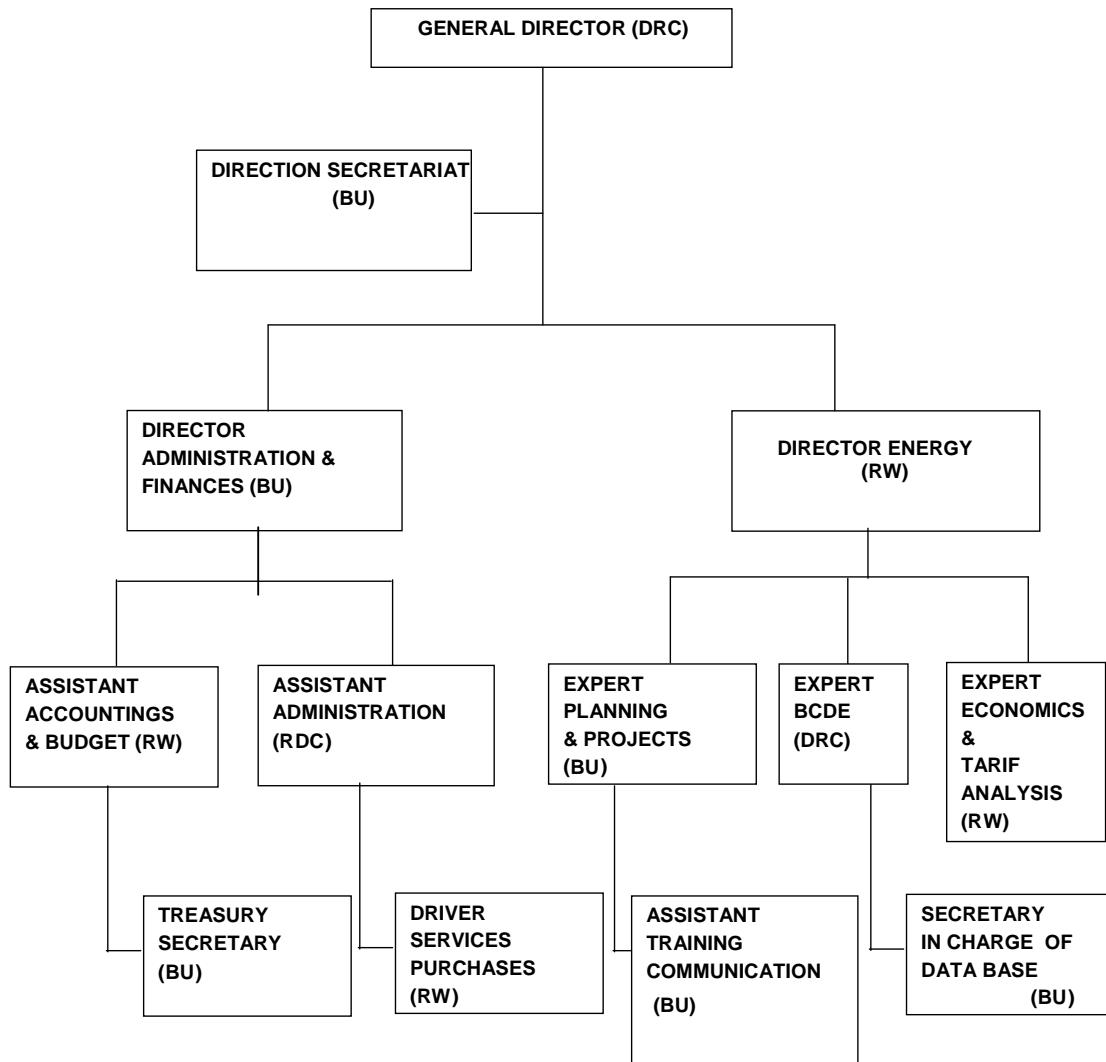 GENERAL DIRECTOR (DRC)
DIRECTION SECRETARIAT
(BU)
DIRECTOR
ADMINISTRATION &
FINANCES (BU)
DIRECTOR ENERGY
(RW)
ASSISTANT
ACCOUNTINGS
& BUDGET (RW)
ASSISTANT
ADMINISTRATION
(RDC)
EXPERT
PLANNING
& PROJECTS
(BU)
EXPERT
BCDE
(DRC)
EXPERT
ECONOMICS
&
TARIF
ANALYSIS
(RW)
TREASURY
SECRETARY
(BU)
DRIVER
SERVICES
PURCHASES
(RW)
ASSISTANT
TRAINING
COMMUNICATION
(BU)
SECRETARY
IN CHARGE OF
DATA BASE
(BU)